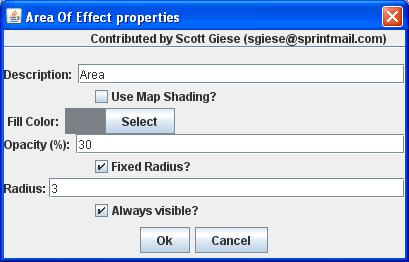 Area Of Effect properties
Contributed by Scott Giese (sgiese@sprintmail.com)
Description: Area
Use Map Shading?
Fill Color: Select
Opacity (%): 30
Fixed Radius?
Radius: 3
Always visible?
Ok Cancel